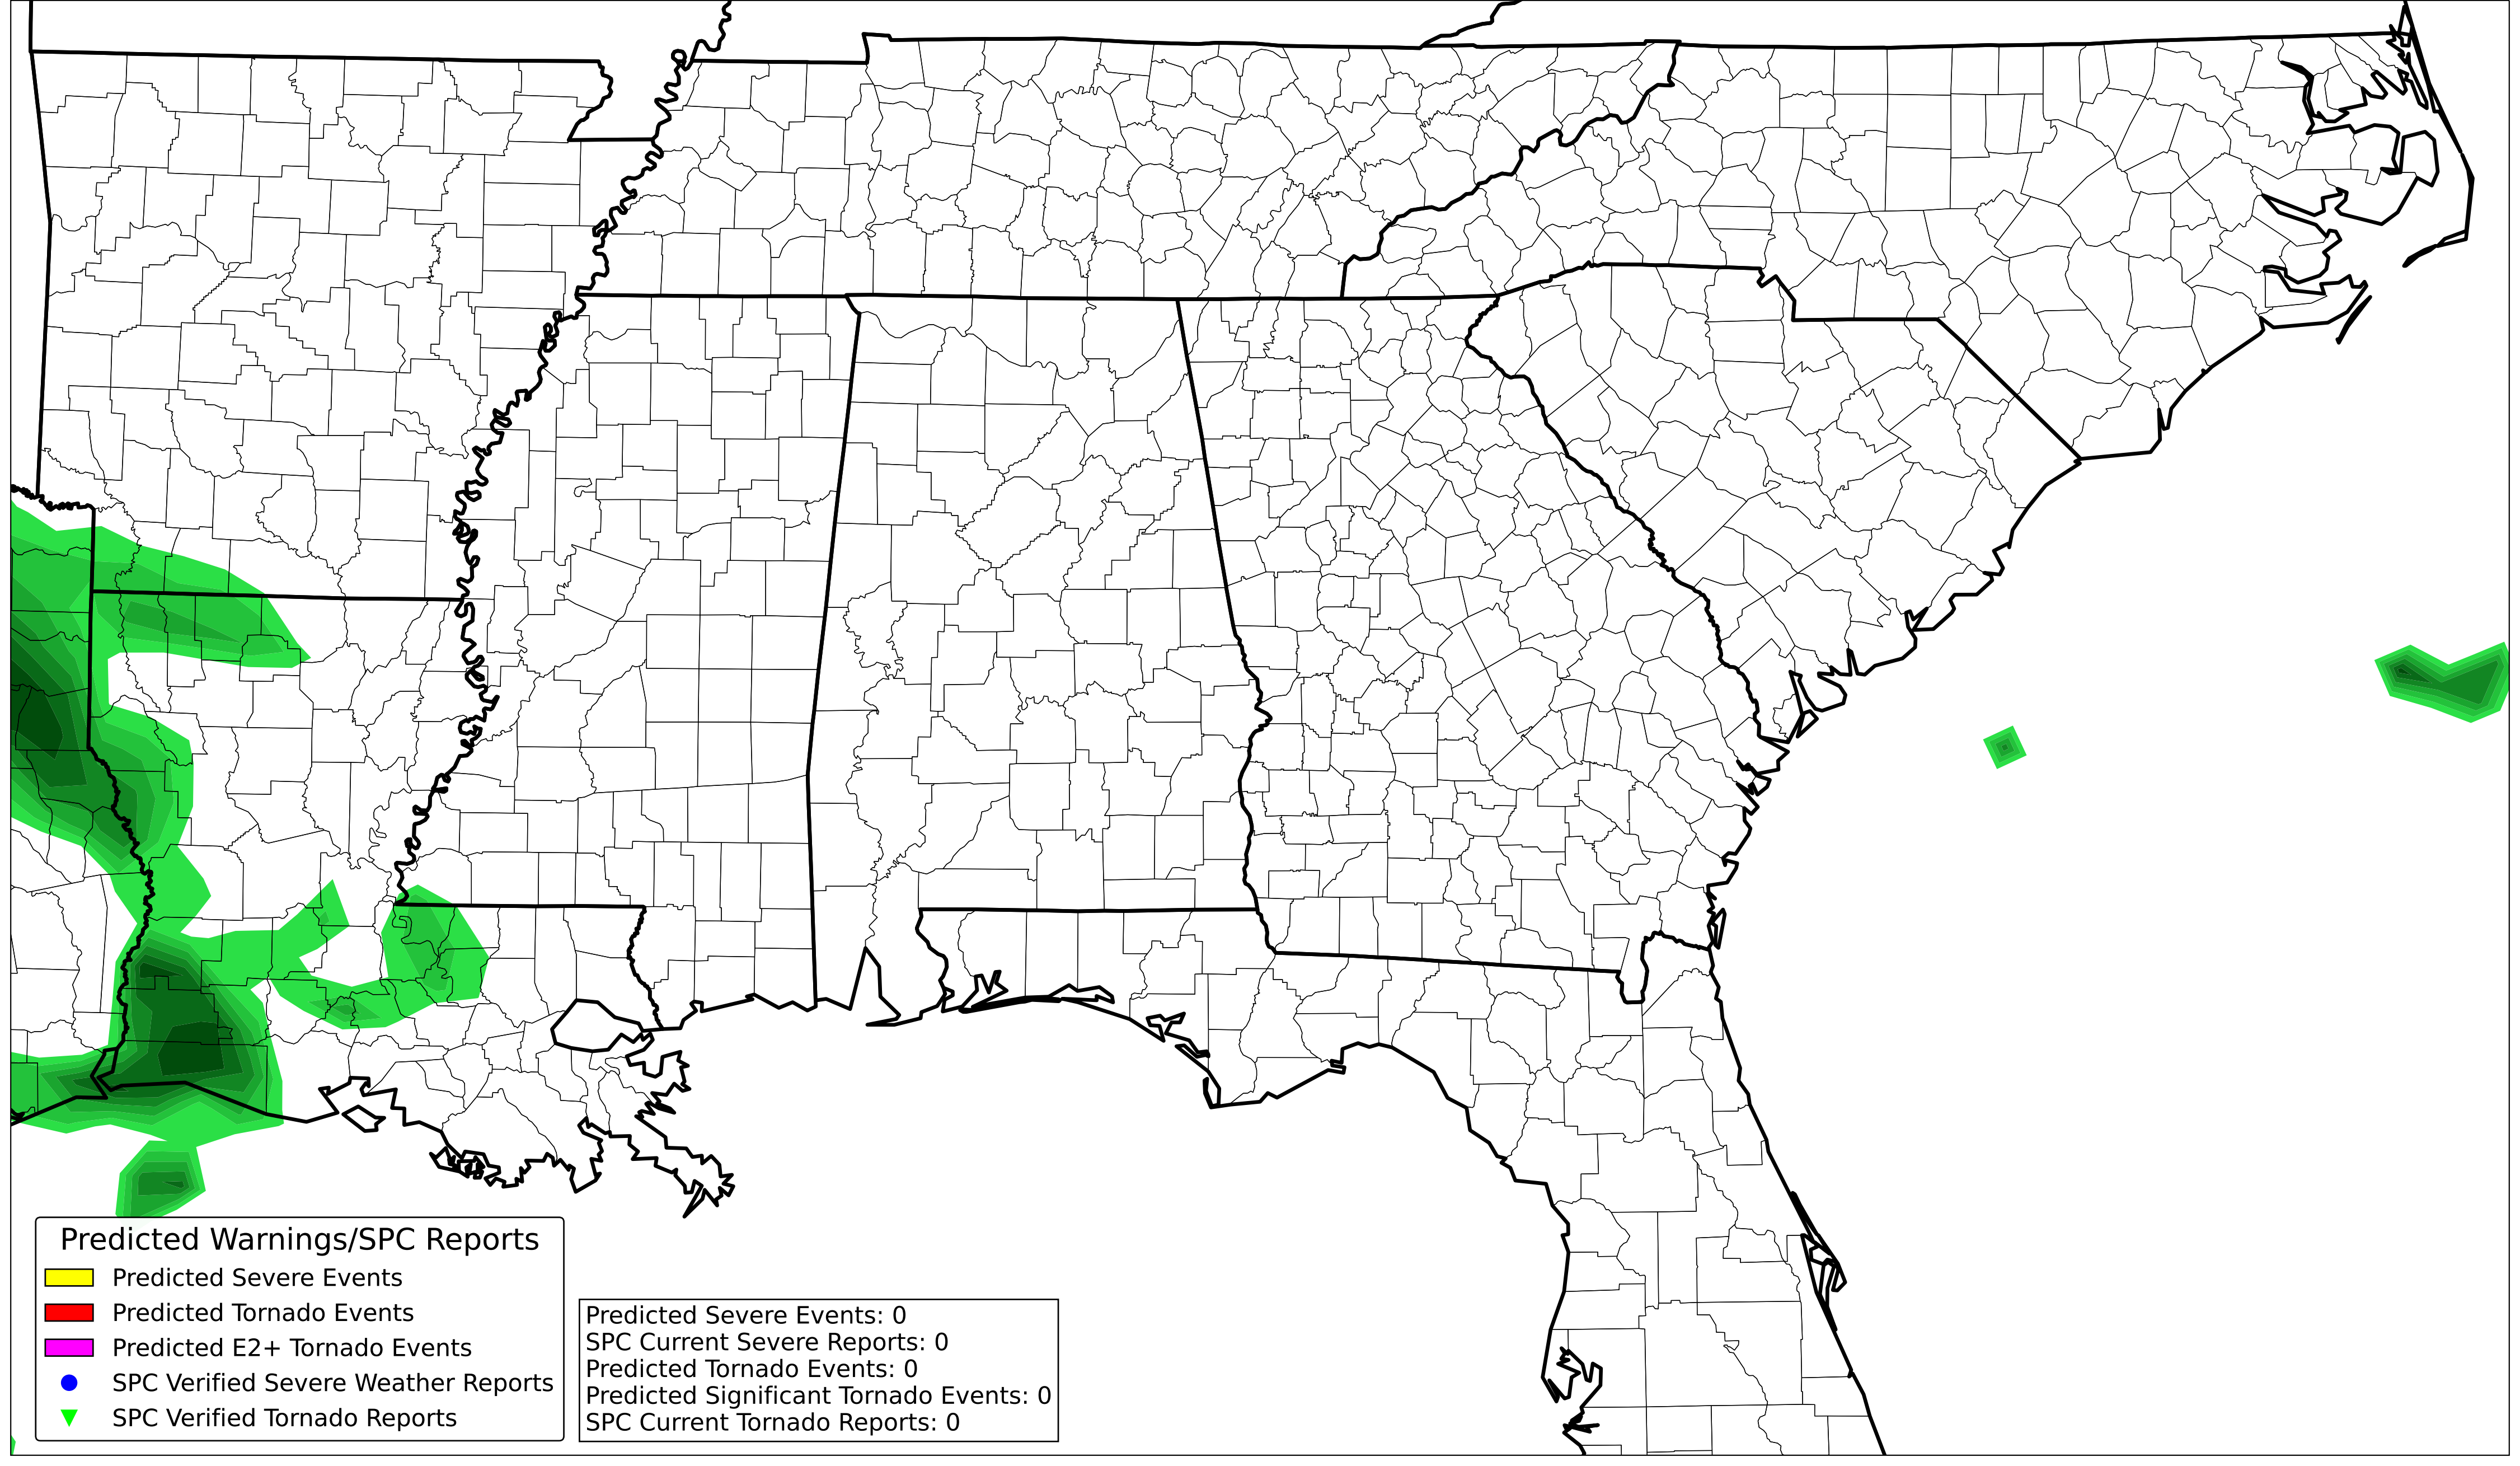 Predicted Warnings/SPC Reports
Predicted Severe Events
Predicted Tornado Events
Predicted E2+ Tornado Events
SPC Verified Severe Weather Reports
SPC Verified Tornado Reports
Predicted Severe Events: 0
SPC Current Severe Reports: 0
Predicted Tornado Events: 0
Predicted Significant Tornado Events: 0
SPC Current Tornado Reports: 0